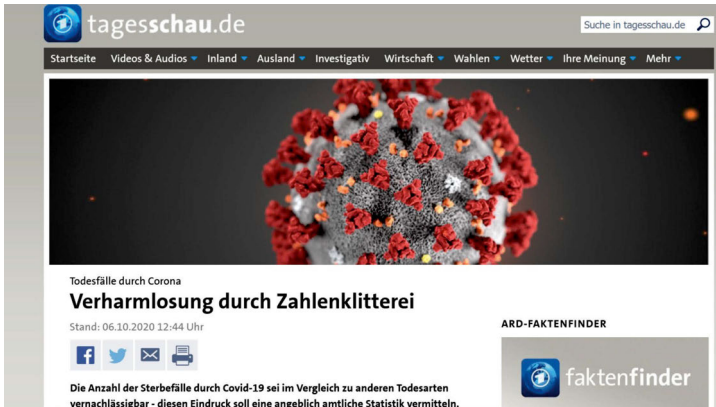 tagesschau.de
Suche in tagesschau.de
Startseite Videos & Audios Inland Ausland Investigativ Wirtschaft Wahlen Wetter Ihre Meinung Mehr
Todesfälle durch Corona
Verharmlosung durch Zahlenklitterei
Stand: 06.10.2020 12:44 Uhr
ARD-FAKTENFINDER
faktenfinder
Die Anzahl der Sterbefälle durch Covid-19 sei im Vergleich zu anderen Todesarten
vernachlässigbar - diesen Eindruck soll eine angeblich amtliche Statistik vermitteln.